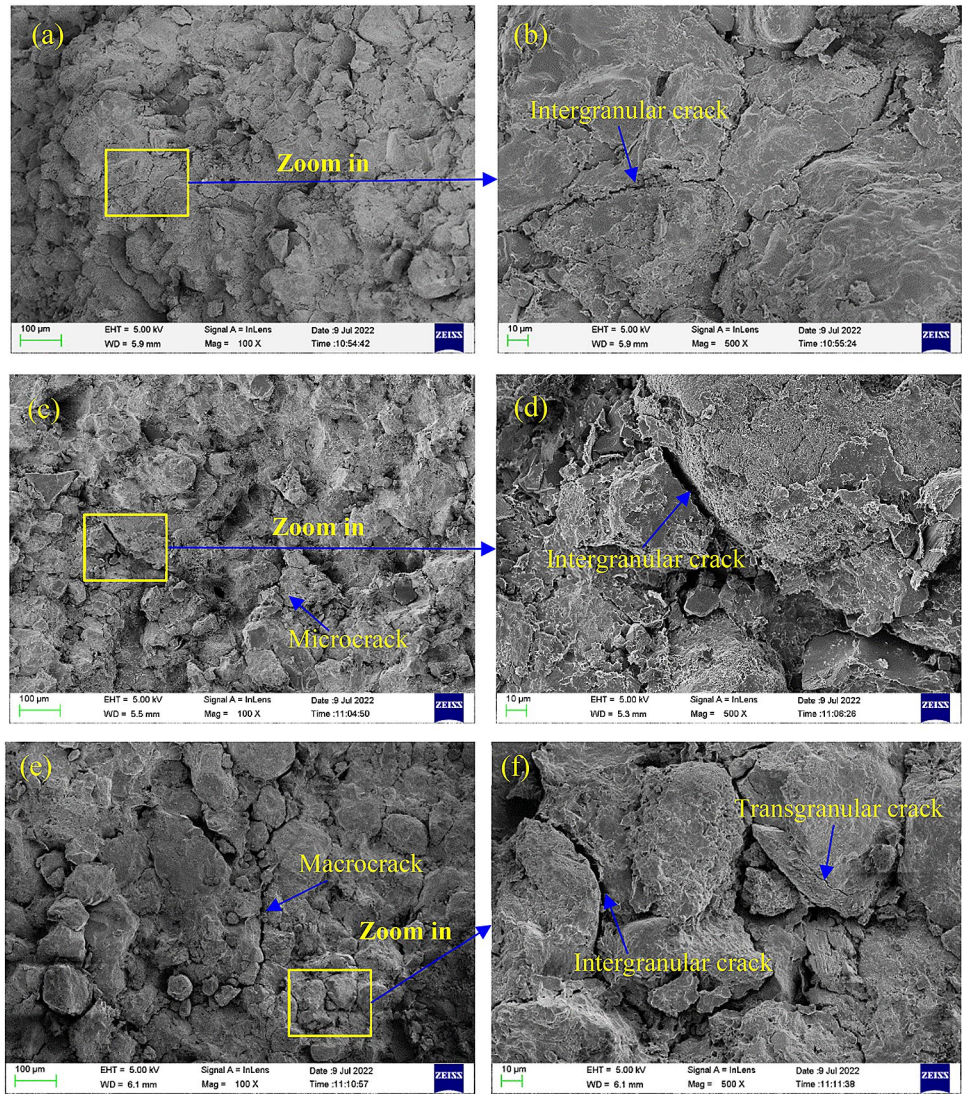 (a)
Zoom in
100 µm
EHT = 5.00 kV
Signal A = InLens
Date :9 Jul 2022
WD = 5.9 mm
Mag = 100 X
Time :10:54:42
ZEISS
(b)
Intergranular crack
10 µm
EHT = 5.00 kV
Signal A = InLens
Date :9 Jul 2022
WD = 5.9 mm
Mag = 500 X
Time :10:55:24
ZEISS
(c)
Zoom in
Microcrack
100 µm
EHT = 5.00 kV
Signal A = InLens
Date :9 Jul 2022
WD = 5.5 mm
Mag = 100 X
Time :11:04:50
ZEISS
(d)
Intergranular crack
10 µm
EHT = 5.00 kV
Signal A = InLens
Date :9 Jul 2022
WD = 5.3 mm
Mag = 500 X
Time :11:06:26
ZEISS
(e)
Macrocrack
Zoom in
100 µm
EHT = 5.00 kV
Signal A = InLens
Date :9 Jul 2022
WD = 6.1 mm
Mag = 100 X
Time :11:10:57
ZEISS
(f)
Transgranular crack
Intergranular crack
10 µm
EHT = 5.00 kV
Signal A = InLens
Date :9 Jul 2022
WD = 6.1 mm
Mag = 500 X
Time :11:11:38
ZEISS